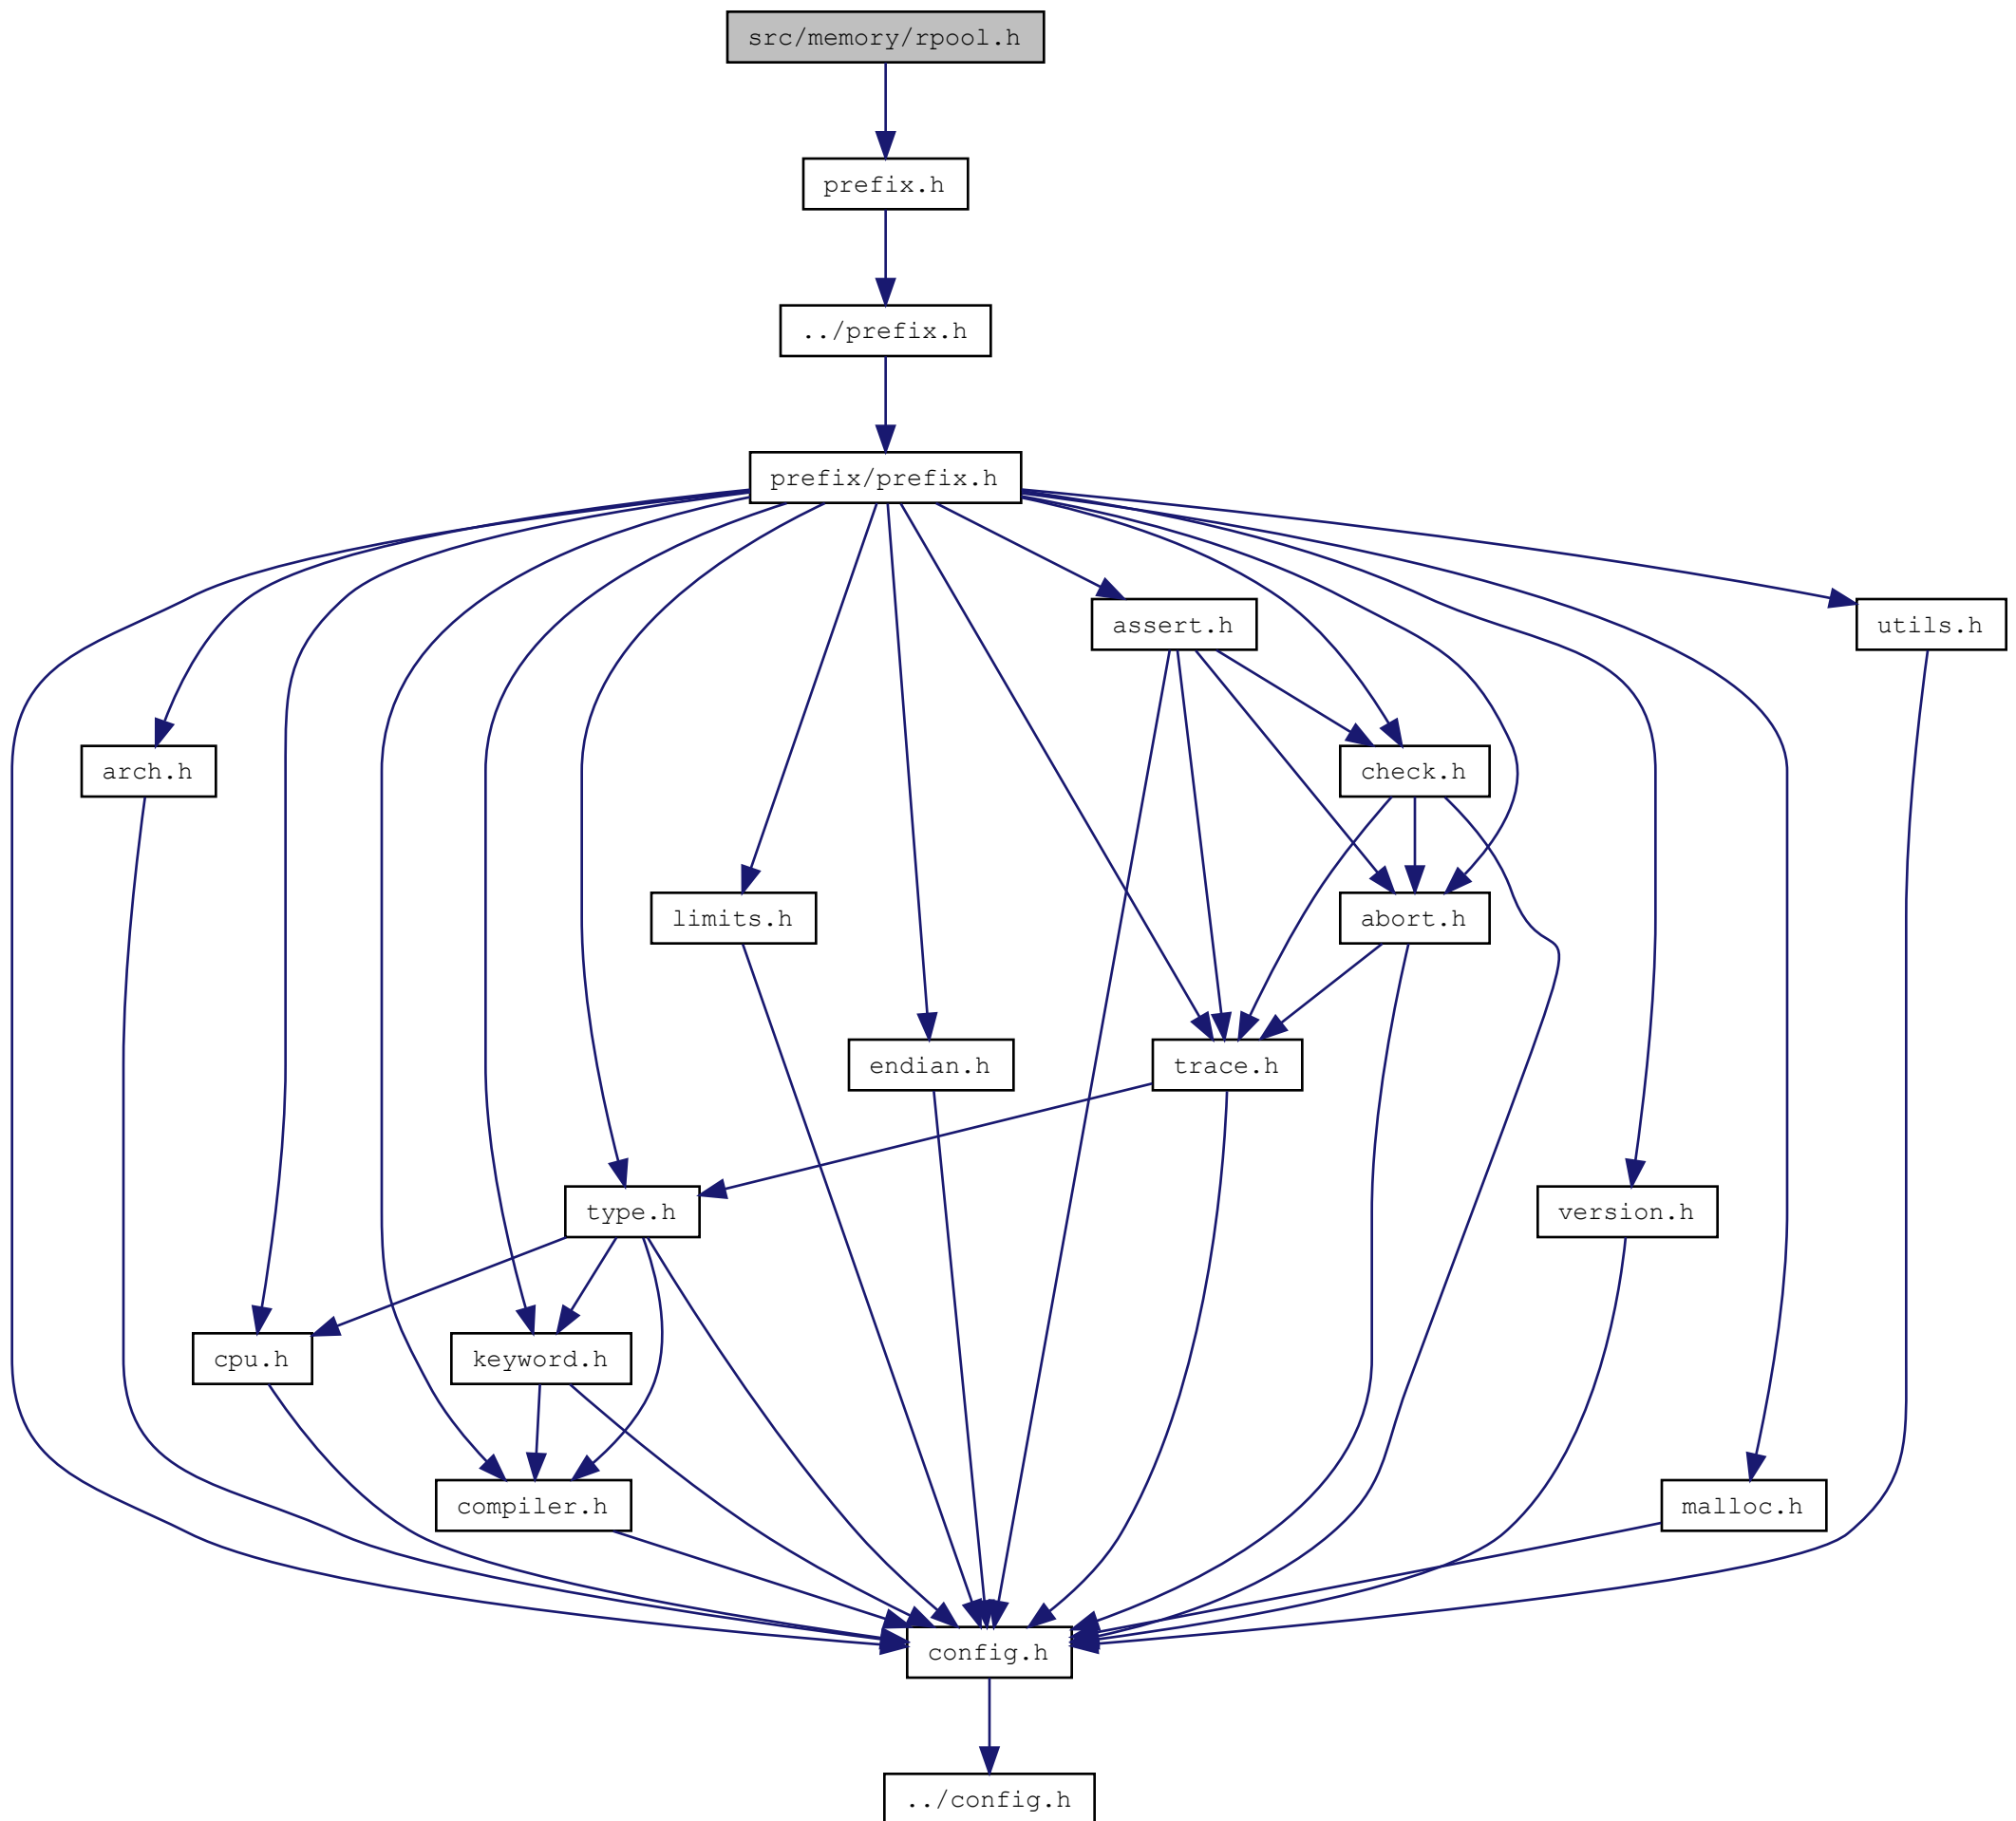 src/memory/rpool.h
prefix.h
../prefix.h
prefix/prefix.h
assert.h
utils.h
arch.h
check.h
limits.h
abort.h
endian.h
trace.h
type.h
version.h
cpu.h
keyword.h
compiler.h
malloc.h
config.h
../config.h